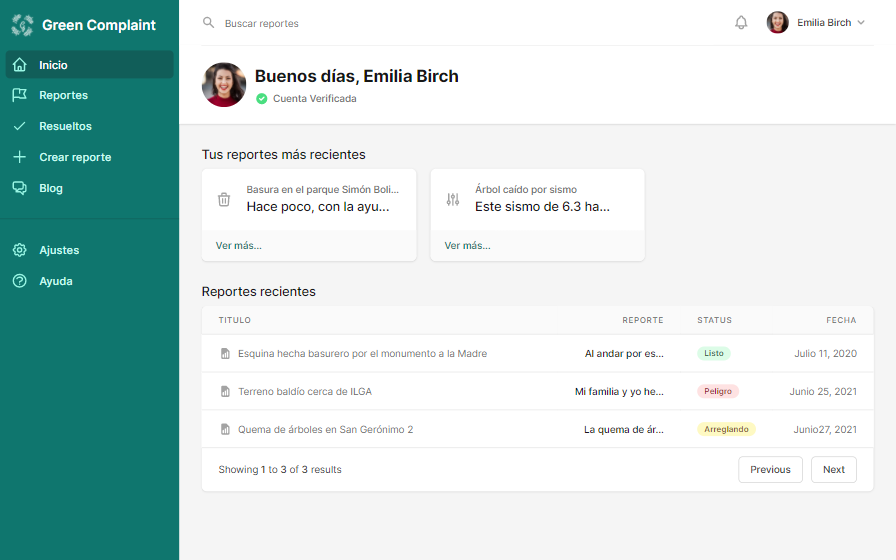 Green Complaint
Buscar reportes
Emilia Birch
Inicio
Reportes
Resueltos
Crear reporte
Blog
Ajustes
Ayuda
Buenos días, Emilia Birch
Cuenta Verificada
Tus reportes más recientes
Basura en el parque Simón Boli...
Hace poco, con la ayu...
Ver más...
Árbol caído por sismo
Este sismo de 6.3 ha...
Ver más...
Reportes recientes
TITULO REPORTE STATUS FECHA
Esquina hecha basurero por el monumento a la Madre Al andar por es... Listo Julio 11, 2020
Terreno baldío cerca de ILGA Mi familia y yo he... Peligro Junio 25, 2021
Quema de árboles en San Gerónimo 2 La quema de ár... Arreglando Junio27, 2021
Showing 1 to 3 of 3 results Previous Next